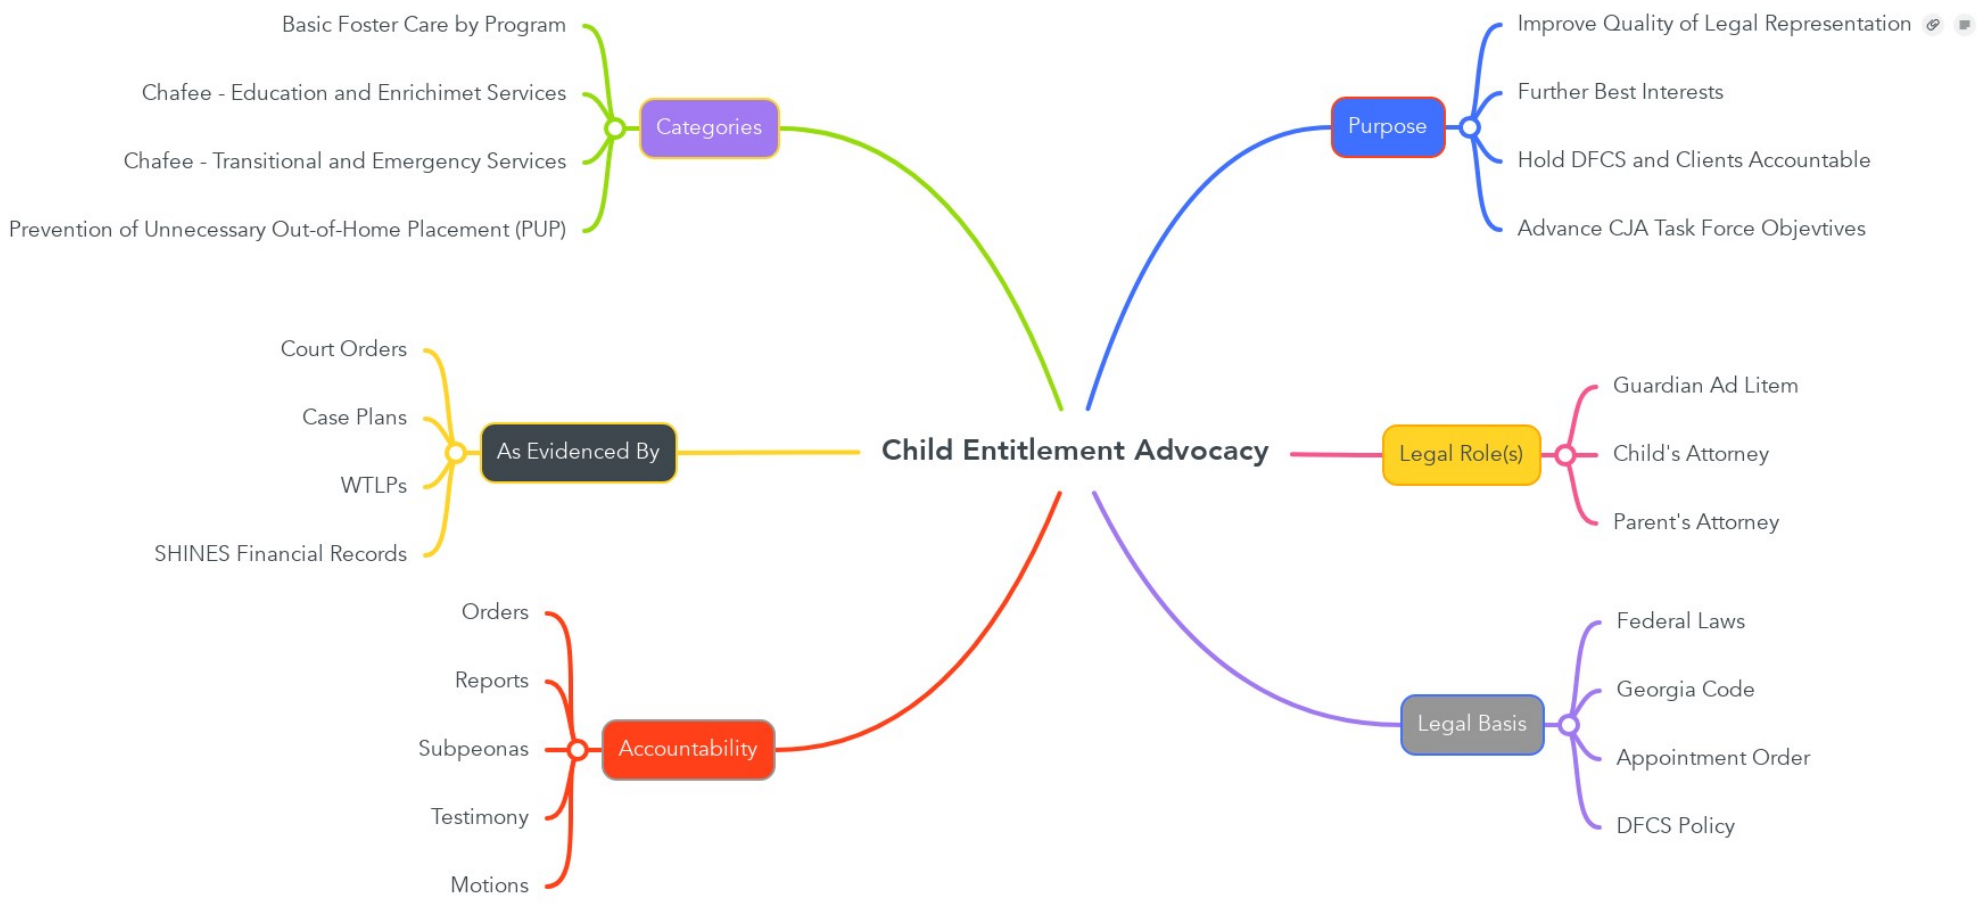 Child Entitlement Advocacy
Purpose
Improve Quality of Legal Representation
Further Best Interests
Hold DFCS and Clients Accountable
Advance CJA Task Force Objevtives
Legal Role(s)
Guardian Ad Litem
Child's Attorney
Parent's Attorney
Legal Basis
Federal Laws
Georgia Code
Appointment Order
DFCS Policy
Categories
Basic Foster Care by Program
Chafee - Education and Enrichimet Services
Chafee - Transitional and Emergency Services
Prevention of Unnecessary Out-of-Home Placement (PUP)
As Evidenced By
Court Orders
Case Plans
WTLPs
SHINES Financial Records
Accountability
Orders
Reports
Subpeonas
Testimony
Motions